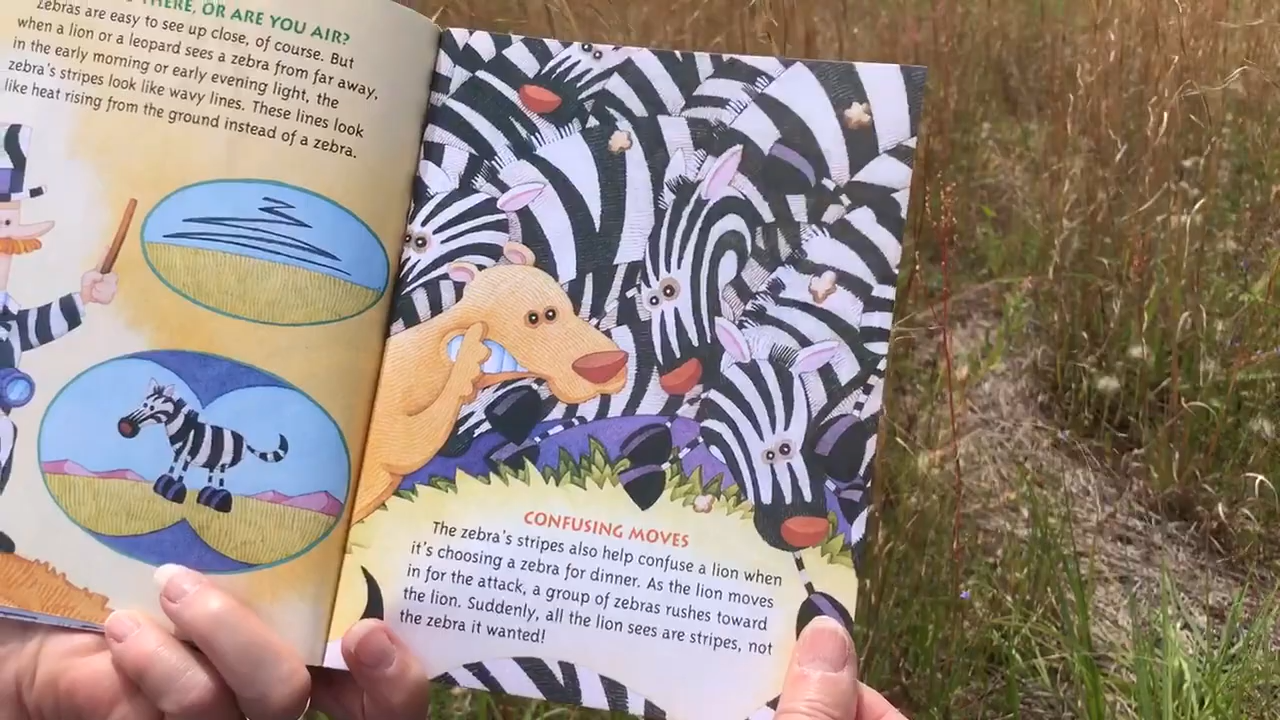 THERE, OR ARE YOU AIR?
Zebras are easy to see up close, of course. But
when a lion or a leopard sees a zebra from far away,
in the early morning or early evening light, the
zebra's stripes look like wavy lines. These lines look
like heat rising from the ground instead of a zebra.
CONFUSING MOVES
The zebra's stripes also help confuse a lion when
it's choosing a zebra for dinner. As the lion moves
in for the attack, a group of zebras rushes toward
the lion. Suddenly, all the lion sees are stripes, not
the zebra it wanted!